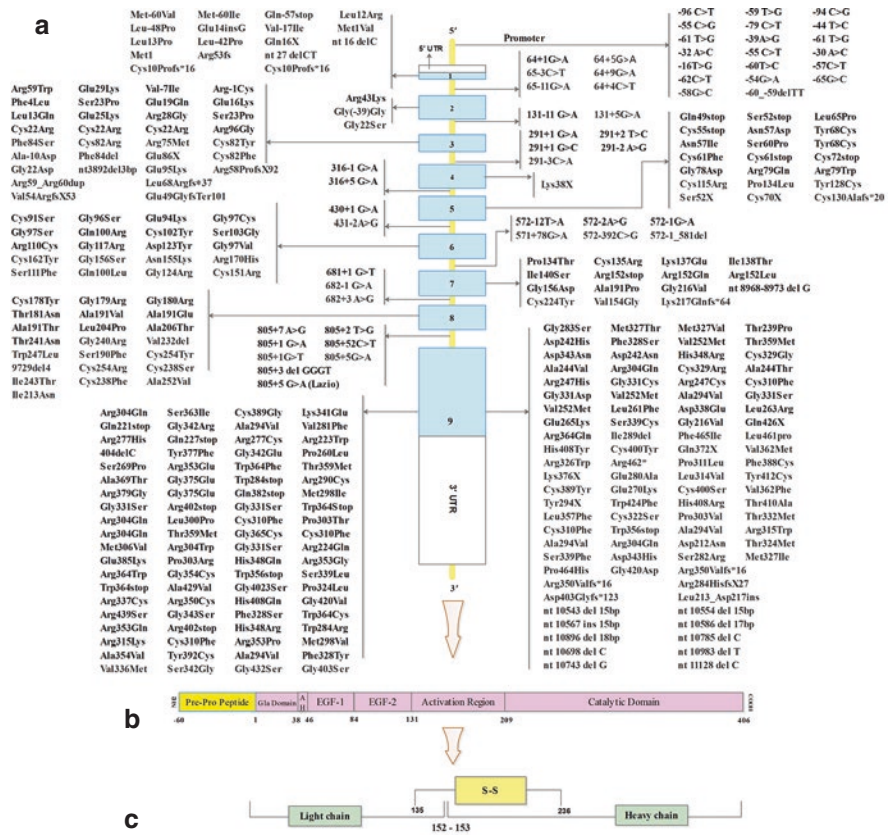 a
Met-60Val Met-60Ile Gln-57stop Leu12Arg
Leu-48Pro Glu14insG Val-17Ile Met1Val
Leu13Pro Leu-42Pro Gln16X nt 16 delC
Met1 Arg53fs nt 27 delCT
Cys10Profs*16 Cys10Profs*16
5'
5' UTR
Promoter
-96 C>T -59 T>G -94 C>G
-55 C>G -79 C>T -44 T>C
-61 T>G -39A>G -61 T>G
-32 A>C -55 C>T -30 A>C
-16T>G -60T>C -57C>T
-62C>T -54G>A -65G>C
-58G>C -60_-59delTT
64+1G>A 64+5G>A
65-3C>T 64+9G>A
65-11G>A 64+4C>T
1
Arg59Trp Glu29Lys Val-7Ile Arg-1Cys
Phe4Leu Ser23Pro Glu19Gln Glu16Lys
Leu13Gln Glu25Lys Arg28Gly Ser23Pro
Cys22Arg Cys22Arg Cys22Arg Arg96Gly
Phe84Ser Cys82Arg Arg75Met Cys82Tyr
Ala-10Asp Phe84del Glu86X Cys82Phe
Gly22Asp nt3892del3bp Glu95Lys Arg58ProfsX92
Arg59_Arg60dup Leu68Argfs*37
Val54ArgfsX53 Glu49GlyfsTer101
Arg43Lys
Gly(-39)Gly
Gly22Ser
2
131-11 G>A 131+5G>A
3
291+1 G>A 291+2 T>C
291+1 G>C 291-2 A>G
291-3C>A
Gln49stop Ser52stop Leu65Pro
Cys55stop Asn57Asp Tyr68Cys
Asn57Ile Ser60Pro Tyr68Cys
Cys61Phe Cys61stop Cys72stop
Gly78Asp Arg79Gln Arg79Trp
Cys115Arg Pro134Leu Tyr128Cys
Ser52X Cys70X Cys130Alafs*20
316-1 G>A
316+5 G>A
4
Lys38X
430+1 G>A
431-2A>G
5
572-12T>A 572-2A>G 572-1G>A
571+78G>A 572-392C>G 572-1_581del
Cys91Ser Gly96Ser Glu94Lys Gly97Cys
Gly97Ser Gln100Arg Cys102Tyr Ser103Gly
Arg110Cys Gly117Arg Asp123Tyr Gly97Val
Cys162Tyr Gly156Ser Asn155Lys Arg170His
Ser111Phe Gln100Leu Gly124Arg Cys151Arg
6
681+1 G>T
682-1 G>A
682+3 A>G
7
Pro134Thr Cys135Arg Lys137Glu Ile138Thr
Ile140Ser Arg152stop Arg152Gln Arg152Leu
Gly156Asp Ala191Pro Gly216Val nt 8968-8973 del G
Cys224Tyr Val154Gly Lys217Glnfs*64
Cys178Tyr Gly179Arg Gly180Arg
Thr181Asn Ala191Val Ala191Glu
Ala191Thr Leu204Pro Ala206Thr
Thr241Asn Gly240Arg Val232del
Trp247Leu Ser190Phe Cys254Tyr
9729del4 Cys254Arg Cys238Ser
Ile243Thr Cys238Phe Ala252Val
Ile213Asn
8
805+7 A>G 805+2 T>G
805+1 G>A 805+52C>T
805+1G>T 805+5G>A
805+3 del GGGT
805+5 G>A (Lazio)
9
Arg304Gln Ser363Ile Cys389Gly Lys341Glu
Gln221stop Gly342Arg Ala294Val Val281Phe
Arg277His Gln227stop Arg277Cys Arg223Trp
404delC Tyr377Phe Gly342Glu Pro260Leu
Ser269Pro Arg353Glu Trp364Phe Thr359Met
Ala369Thr Gly375Glu Trp284stop Arg290Cys
Arg379Gly Gly375Glu Gln382stop Met298Ile
Gly331Ser Arg402stop Gly331Ser Trp364Stop
Arg304Gln Leu300Pro Cys310Phe Pro303Thr
Arg304Gln Thr359Met Gly365Cys Cys310Phe
Met306Val Arg304Trp Gly331Ser Arg224Gln
Glu385Lys Pro303Arg His348Gln Arg353Gly
Arg364Trp Gly354Cys Trp356stop Ser339Leu
Trp364stop Ala429Val Gly4023Ser Pro324Leu
Arg337Cys Arg350Cys His408Gln Gly420Val
Arg439Ser Gly343Ser Phe328Ser Trp364Cys
Arg353Gln Arg402stop His348Arg Trp284Arg
Arg315Lys Cys310Phe Arg353Pro Met298Val
Ala354Val Tyr392Cys Ala294Val Phe328Tyr
Val336Met Ser342Gly Gly432Ser Gly403Ser
Gly283Ser Met327Thr Met327Val Thr239Pro
Asp242His Phe328Ser Val252Met Thr359Met
Asp343Asn Asp242Asn His348Arg Cys329Gly
Ala244Val Arg304Gln Cys329Arg Ala244Thr
Arg247His Gly331Cys Arg247Cys Cys310Phe
Gly331Asp Val252Met Ala294Val Gly331Ser
Val252Met Leu261Phe Asp338Glu Leu263Arg
Glu265Lys Ser339Cys Gly216Val Gln426X
Arg364Gln Ile289del Phe465Ile Leu461pro
His408Tyr Cys400Tyr Gln372X Val362Met
Arg326Trp Arg462* Pro311Leu Phe388Cys
Lys376X Glu280Ala Leu314Val Tyr412Cys
Cys389Tyr Glu270Lys Cys400Ser Val362Phe
Tyr294X Trp424Phe His408Arg Thr410Ala
Leu357Phe Cys322Ser Pro303Val Thr332Met
Cys310Phe Trp356stop Ala294Val Arg315Trp
Ala294Val Arg304Gln Asp212Asn Thr324Met
Ser339Phe Asp343His Ser282Arg Met327Ile
Pro464His Gly420Asp Arg350Valfs*16
Arg350Valfs*16 Arg284HisfsX27
Asp403Glyfs*123 Leu213_Asp217ins
nt 10543 del 15bp nt 10554 del 15bp
nt 10567 ins 15bp nt 10586 del 17bp
nt 10896 del 18bp nt 10785 del C
nt 10698 del C nt 10983 del T
nt 10743 del G nt 11128 del C
3' UTR
3'
b
NH2 Pre-Pro Peptide Gla Domain AH EGF-1 EGF-2 Activation Region Catalytic Domain COOH
-60 1 38 46 84 131 209 406
c
S-S
135 236
Light chain Heavy chain
152 - 153